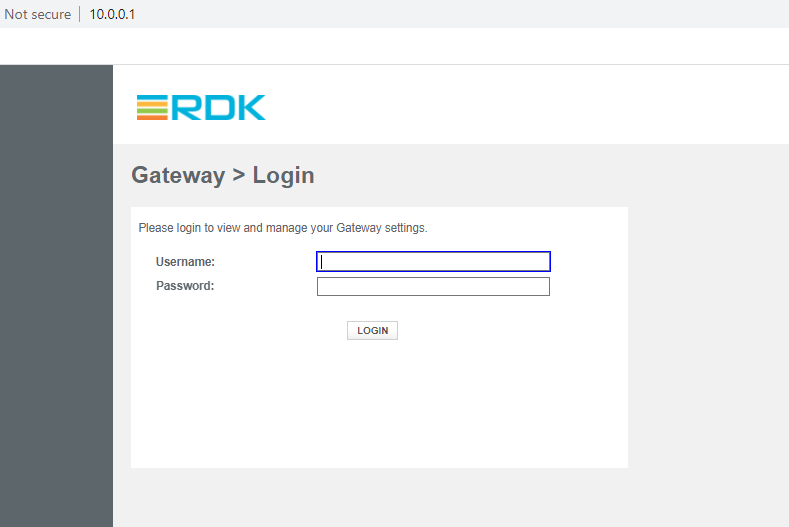 Not secure | 10.0.0.1
RDK
Gateway > Login
Please login to view and manage your Gateway settings.
Username:
Password:
LOGIN